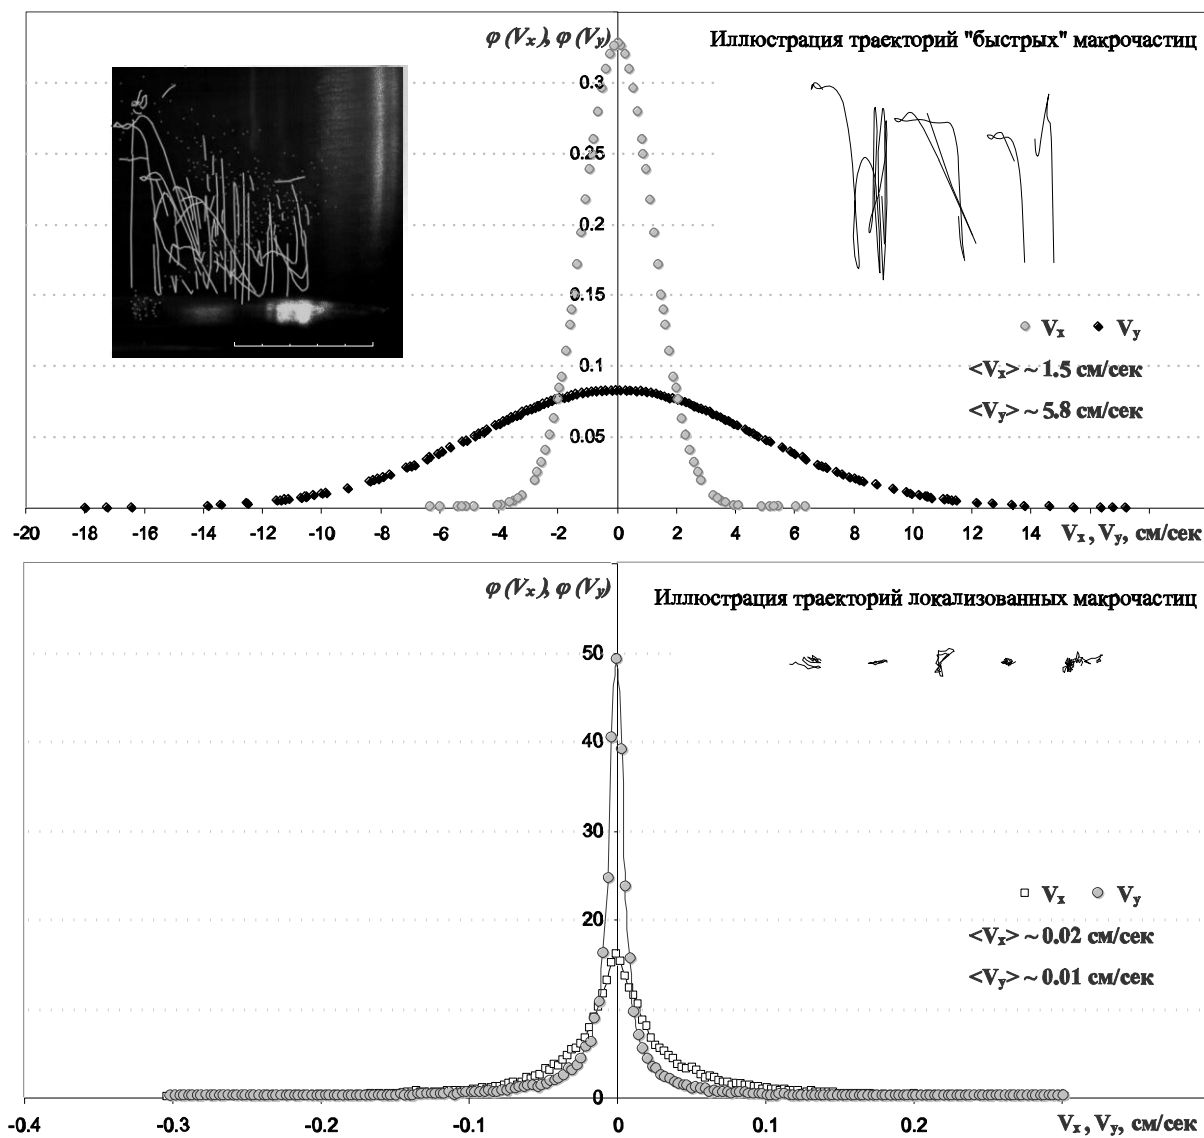 φ (Vx), φ (Vy)
Иллюстрация траекторий "быстрых" макрочастиц
0.3
0.25
0.2
0.15
0.1
0.05
Vx Vy
<Vx> ~ 1.5 см/сек
<Vy> ~ 5.8 см/сек
-20 -18 -16 -14 -12 -10 -8 -6 -4 -2 0 2 4 6 8 10 12 14 Vx , Vy, см/сек
φ (Vx), φ (Vy)
Иллюстрация траекторий локализованных макрочастиц
50
40
30
20
10
0
Vx Vy
<Vx> ~ 0.02 см/сек
<Vy> ~ 0.01 см/сек
-0.4 -0.3 -0.2 -0.1 0 0.1 0.2 Vx , Vy, см/сек